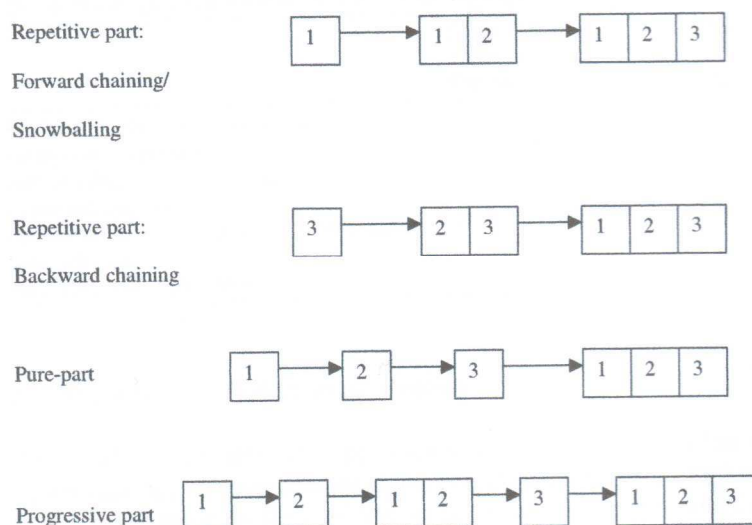 Repetitive part: 1 1 2 1 2 3
Forward chaining/
Snowballing
Repetitive part: 3 2 3 1 2 3
Backward chaining
Pure-part 1 2 3 1 2 3
Progressive part 1 2 1 2 3 1 2 3